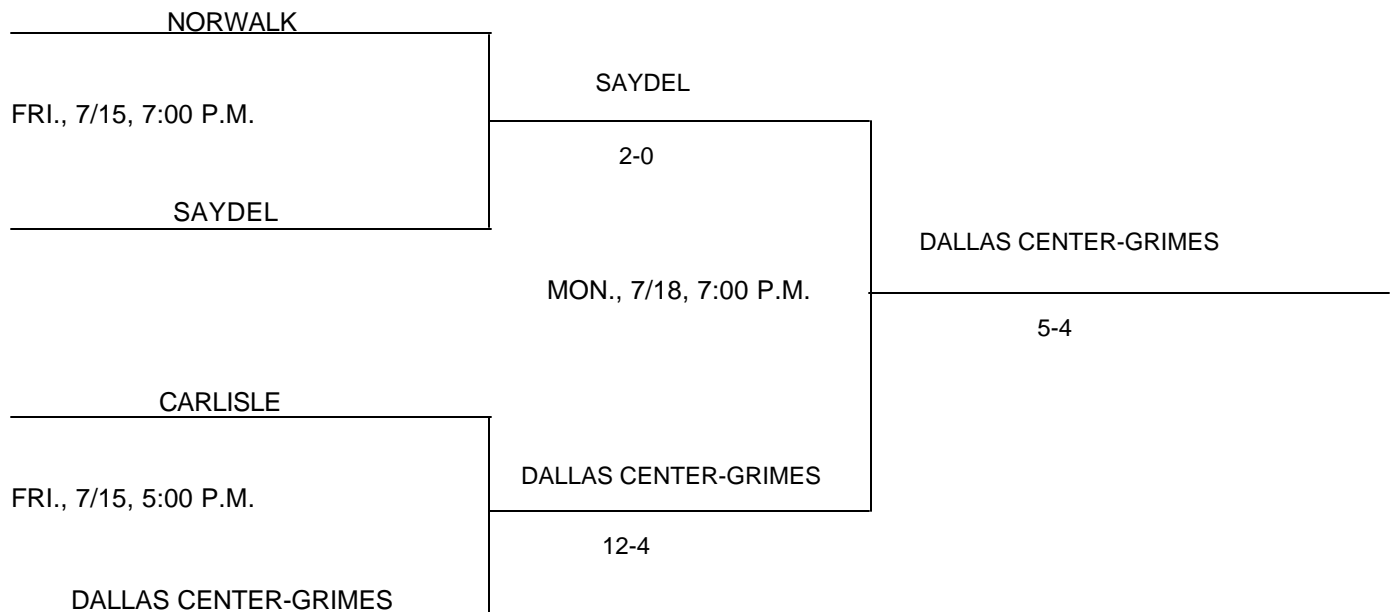 NORWALK
SAYDEL
FRI., 7/15, 7:00 P.M.
2-0
SAYDEL
DALLAS CENTER-GRIMES
MON., 7/18, 7:00 P.M.
5-4
CARLISLE
DALLAS CENTER-GRIMES
FRI., 7/15, 5:00 P.M.
12-4
DALLAS CENTER-GRIMES